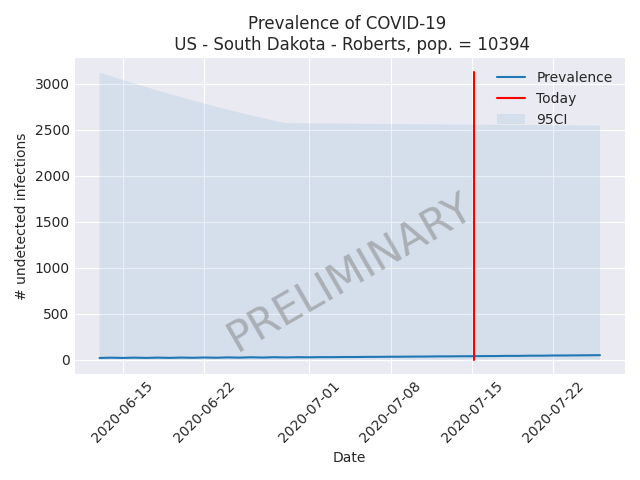 Prevalence of COVID-19
US - South Dakota - Roberts, pop. = 10394
Prevalence
Today
95CI
3000
2500
2000
1500
1000
500
0
# undetected infections
PRELIMINARY
2020-06-15
2020-06-22
2020-07-01
2020-07-08
2020-07-15
2020-07-22
Date